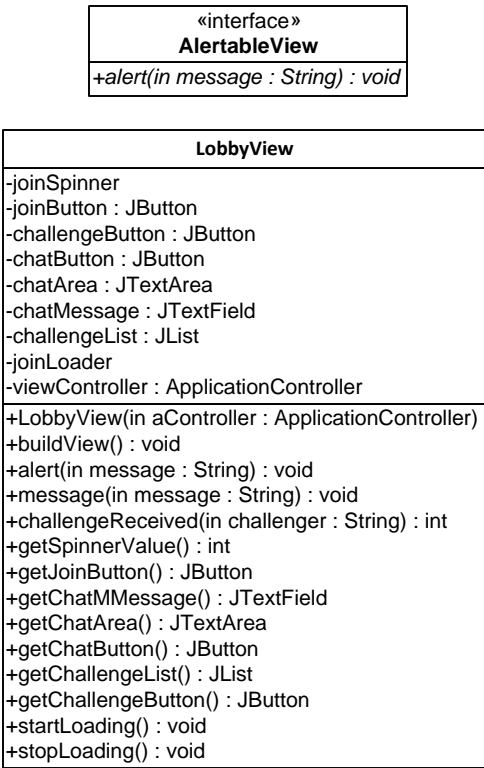 «interface»
AlertableView
+alert(in message : String) : void
LobbyView
-joinSpinner
-joinButton : JButton
-challengeButton : JButton
-chatButton : JButton
-chatArea : JTextArea
-chatMessage : JTextField
-challengeList : JList
-joinLoader
-viewController : ApplicationController
+LobbyView(in aController : ApplicationController)
+buildView() : void
+alert(in message : String) : void
+message(in message : String) : void
+challengeReceived(in challenger : String) : int
+getSpinnerValue() : int
+getJoinButton() : JButton
+getChatMMessage() : JTextField
+getChatArea() : JTextArea
+getChatButton() : JButton
+getChallengeList() : JList
+getChallengeButton() : JButton
+startLoading() : void
+stopLoading() : void